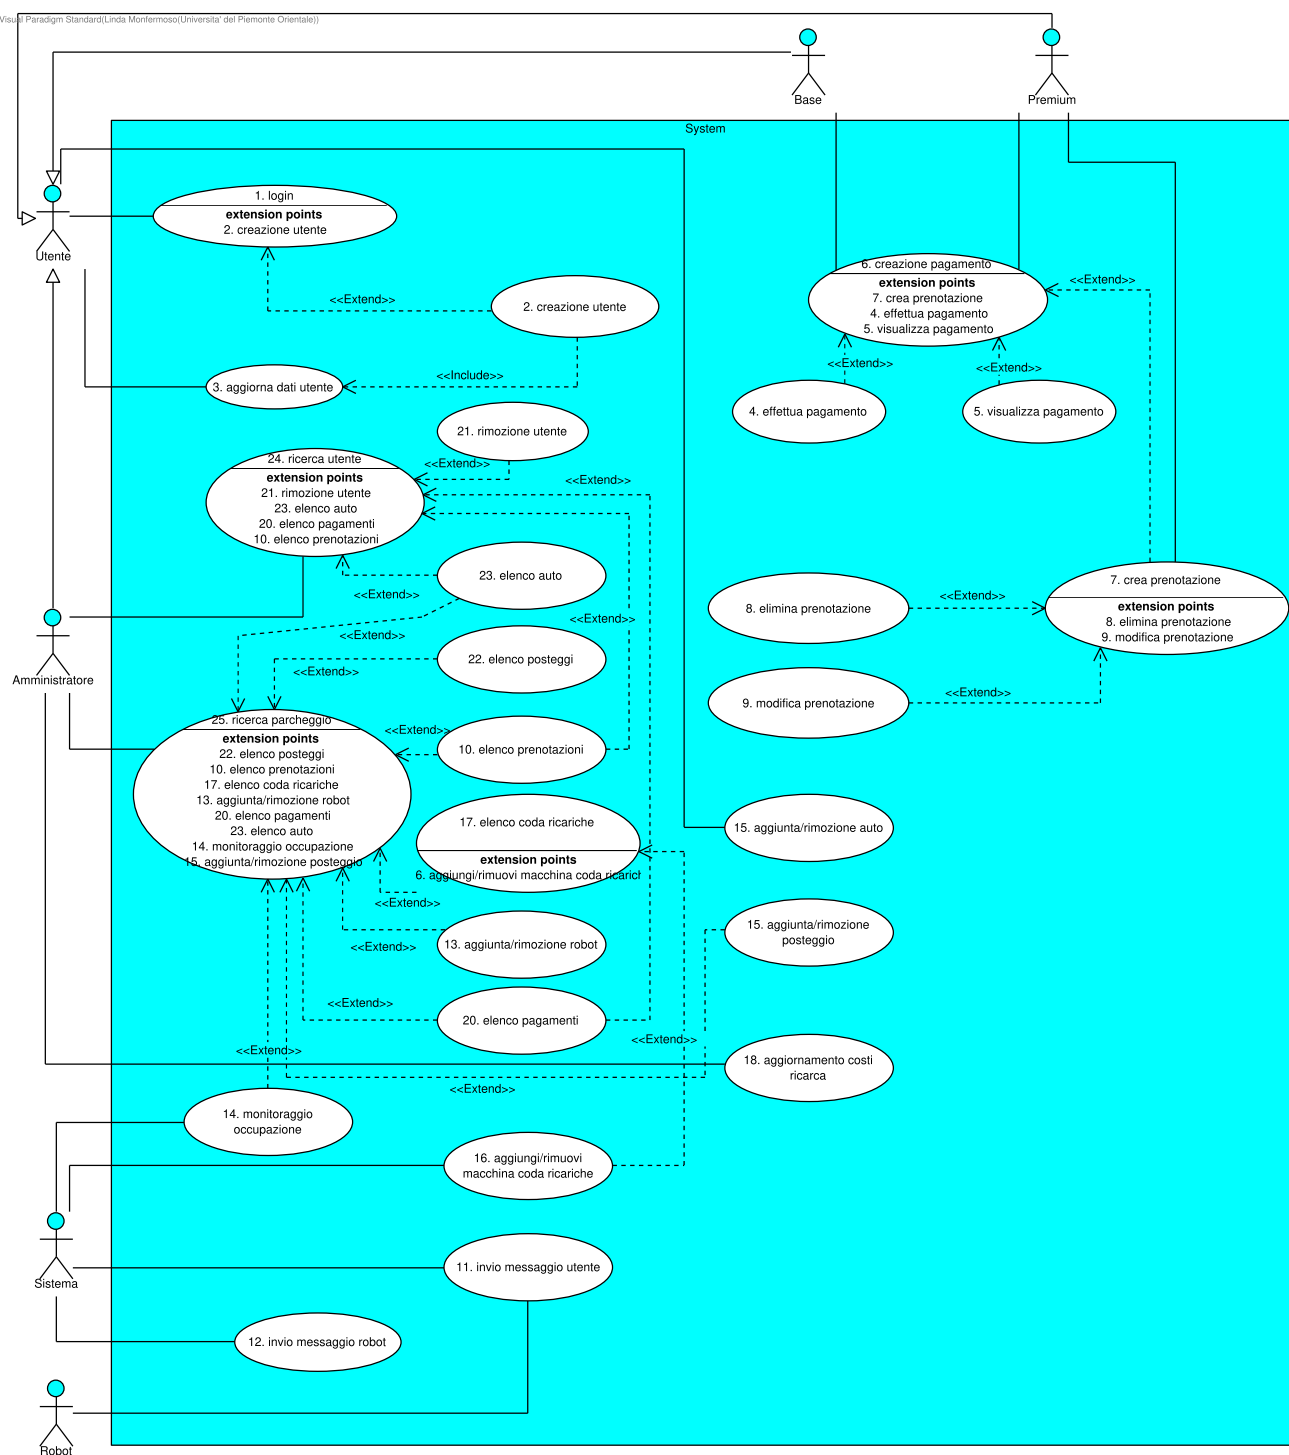 Visual Paradigm Standard(Linda Monfermoso(Universita' del Piemonte Orientale))
Base
Premium
System
Utente
1. login
extension points
2. creazione utente
<<Extend>>
2. creazione utente
<<Include>>
3. aggiorna dati utente
6. creazione pagamento
extension points
7. crea prenotazione
4. effettua pagamento
5. visualizza pagamento
<<Extend>>
<<Extend>>
<<Extend>>
4. effettua pagamento
5. visualizza pagamento
21. rimozione utente
<<Extend>>
24. ricerca utente
extension points
21. rimozione utente
23. elenco auto
20. elenco pagamenti
10. elenco prenotazioni
<<Extend>>
23. elenco auto
<<Extend>>
<<Extend>>
<<Extend>>
7. crea prenotazione
extension points
8. elimina prenotazione
9. modifica prenotazione
8. elimina prenotazione
<<Extend>>
9. modifica prenotazione
<<Extend>>
Amministratore
22. elenco posteggi
<<Extend>>
25. ricerca parcheggio
extension points
22. elenco posteggi
10. elenco prenotazioni
17. elenco coda ricariche
13. aggiunta/rimozione robot
20. elenco pagamenti
23. elenco auto
14. monitoraggio occupazione
15. aggiunta/rimozione posteggio
<<Extend>>
10. elenco prenotazioni
17. elenco coda ricariche
extension points
6. aggiungi/rimuovi macchina coda ricarich
<<Extend>>
15. aggiunta/rimozione auto
13. aggiunta/rimozione robot
<<Extend>>
15. aggiunta/rimozione
posteggio
20. elenco pagamenti
<<Extend>>
<<Extend>>
<<Extend>>
<<Extend>>
18. aggiornamento costi
ricarca
14. monitoraggio
occupazione
16. aggiungi/rimuovi
macchina coda ricariche
Sistema
11. invio messaggio utente
12. invio messaggio robot
Robot